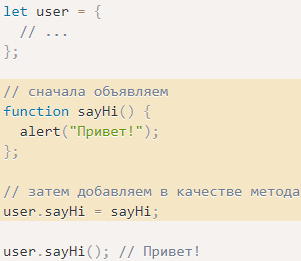 let user = {
  // ...
};
// сначала объявляем
function sayHi() {
  alert("Привет!");
};
// затем добавляем в качестве метода
user.sayHi = sayHi;
user.sayHi(); // Привет!